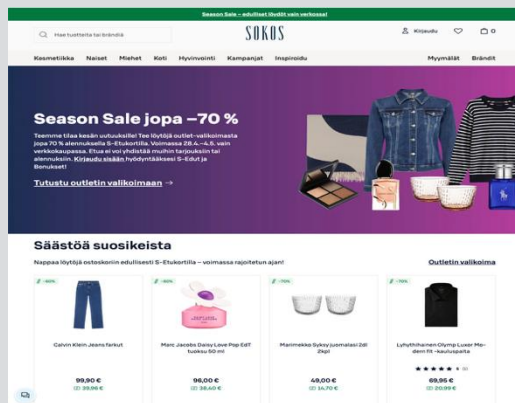 Season Sale – edulliset löydöt vain verkossa!
Hae tuotteita tai brändiä
SOKOS
Kirjaudu
0
Kosmetiikka Naiset Miehet Koti Hyvinvointi Kampanjat Inspiroidu Myymälät Brändit
Season Sale jopa –70 %
Teemme tilaa kesän uutuuksille! Tee löytöjä outlet-valikoimasta
jopa 70 % alennuksella S-Etukortilla. Voimassa 28.4.–4.5. vain
verkkokaupassa. Etua ei voi yhdistää muihin tarjouksiin tai
alennuksiin. Kirjaudu sisään hyödyntääksesi S-Edut ja
Bonukset!
Tutustu outletin valikoimaan →
Säästöä suosikeista
Nappaa löytöjä ostoskoriin edullisesti S-Etukortilla – voimassa rajoitetun ajan!
Outletin valikoima
-60%
-60%
-70%
-70%
Calvin Klein Jeans farkut
Marc Jacobs Daisy Love Pop EdT
tuoksu 50 ml
Marimekko Syksy juomalasi 2dl
2kpl
Lyhythihainen Olymp Luxor Mo-
dern fit -kauluspaita
99,90 €
39,96 €
96,00 €
38,40 €
49,00 €
14,70 €
69,95 €
20,99 €